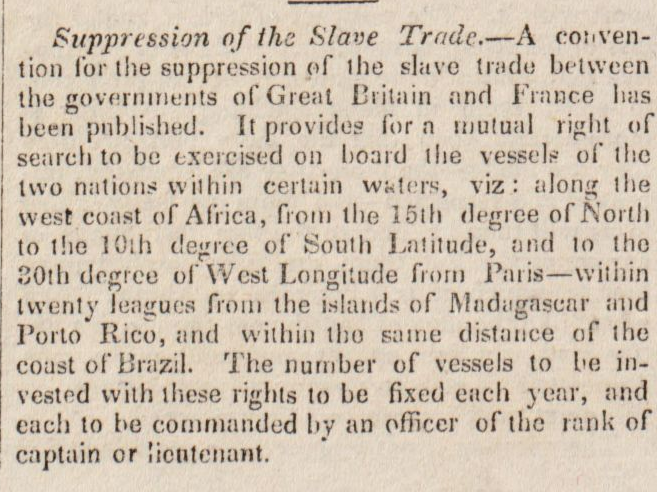 Suppression of the Slave Trade.—A conven-
tion for the suppression of the slave trade between
the governments of Great Britain and France has
been published. It provides for a mutual right of
search to be exercised on board the vessels of the
two nations within certain waters, viz: along the
west coast of Africa, from the 15th degree of North
to the 10th degree of South Latitude, and to the
30th degree of West Longitude from Paris—within
twenty leagues from the islands of Madagascar and
Porto Rico, and within the same distance of the
coast of Brazil. The number of vessels to be in-
vested with these rights to be fixed each year, and
each to be commanded by an officer of the rank of
captain or lieutenant.